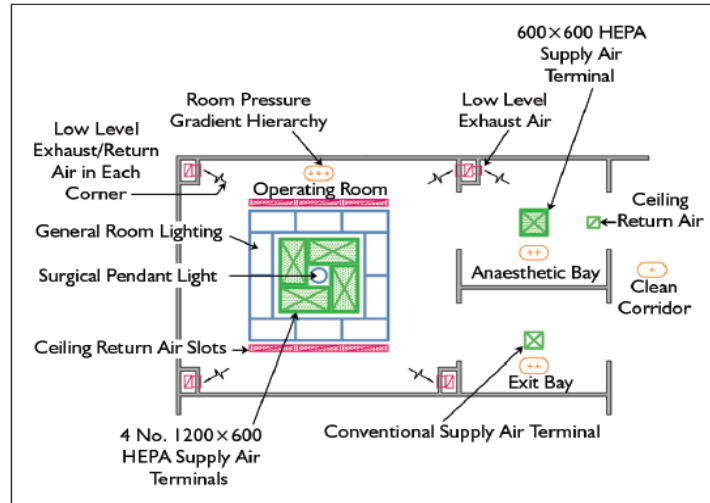 600×600 HEPA
Supply Air
Terminal
Room Pressure
Gradient Hierarchy
Low Level
Exhaust Air
Low Level
Exhaust/Return
Air in Each
Corner
+++
Operating Room
Ceiling
Return Air
General Room Lighting
++
Surgical Pendant Light
Anaesthetic Bay
+
Clean
Corridor
Ceiling Return Air Slots
++
Exit Bay
4 No. 1200×600
HEPA Supply Air
Terminals
Conventional Supply Air Terminal